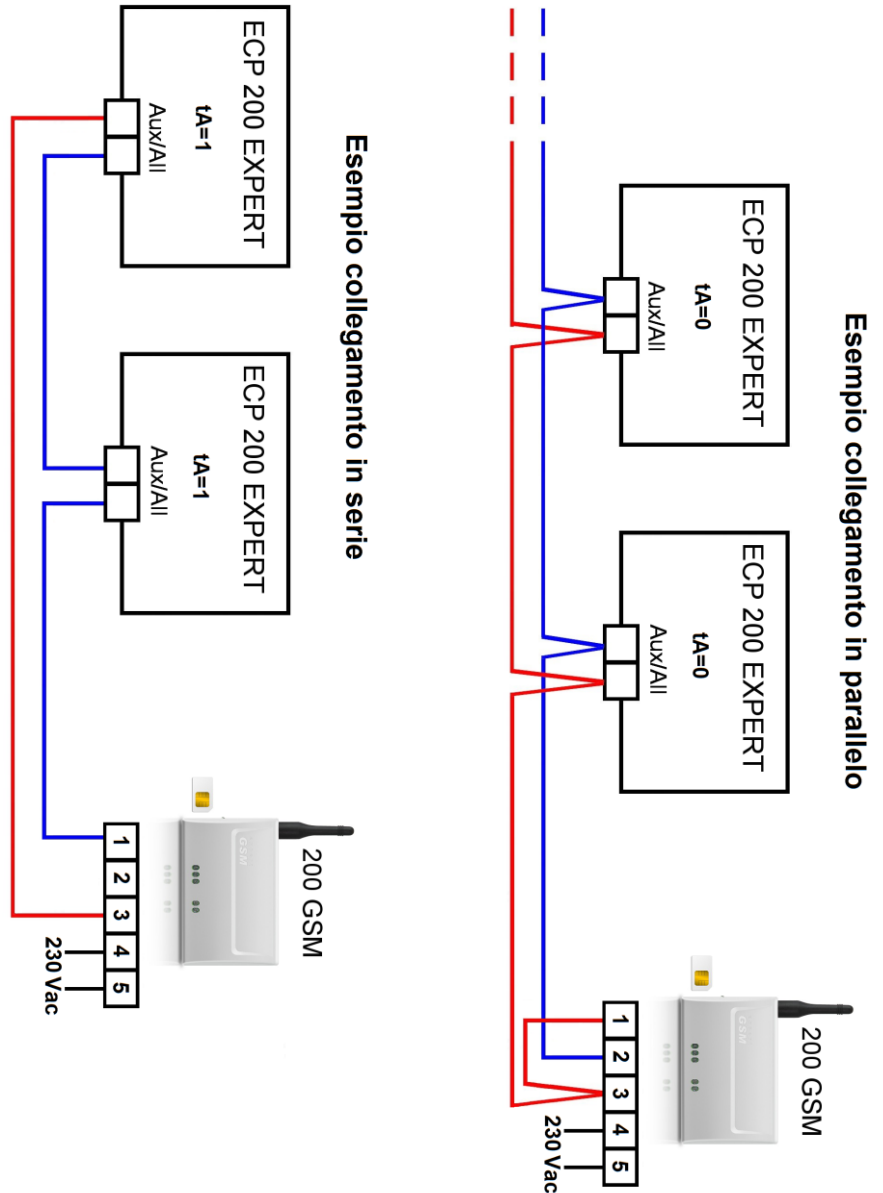 Esempio collegamento in parallelo
ECP 200 EXPERT
tA=0
Aux/All
ECP 200 EXPERT
tA=0
Aux/All
200 GSM
GSM
1 2 3 4 5
230 Vac
Esempio collegamento in serie
ECP 200 EXPERT
tA=1
Aux/All
ECP 200 EXPERT
tA=1
Aux/All
200 GSM
GSM
1 2 3 4 5
230 Vac